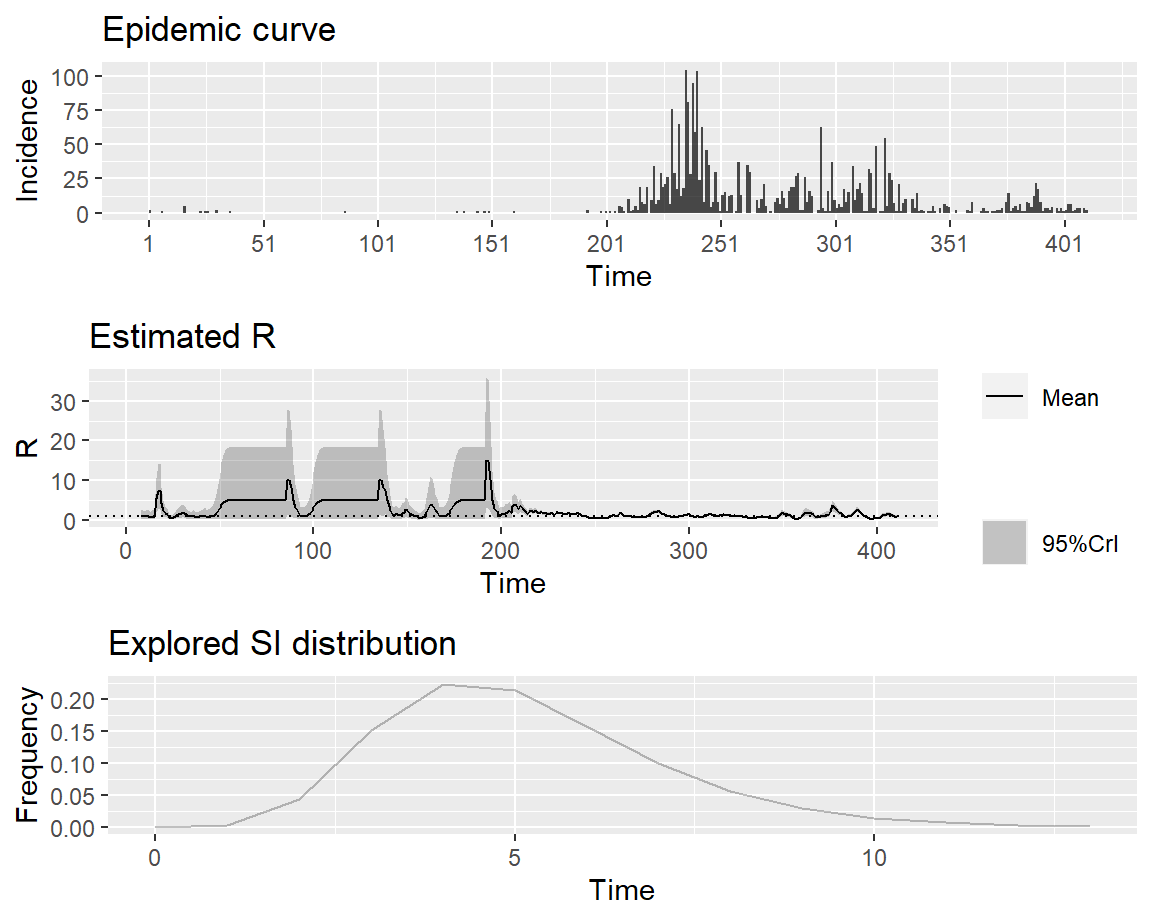 Epidemic curve
Incidence
100
75
50
25
0
1 51 101 151 201 251 301 351 401
Time
Estimated R
R
30
20
10
0
0 100 200 300 400
Time
Mean
95%CrI
Explored SI distribution
Frequency
0.20
0.15
0.10
0.05
0.00
0 5 10
Time